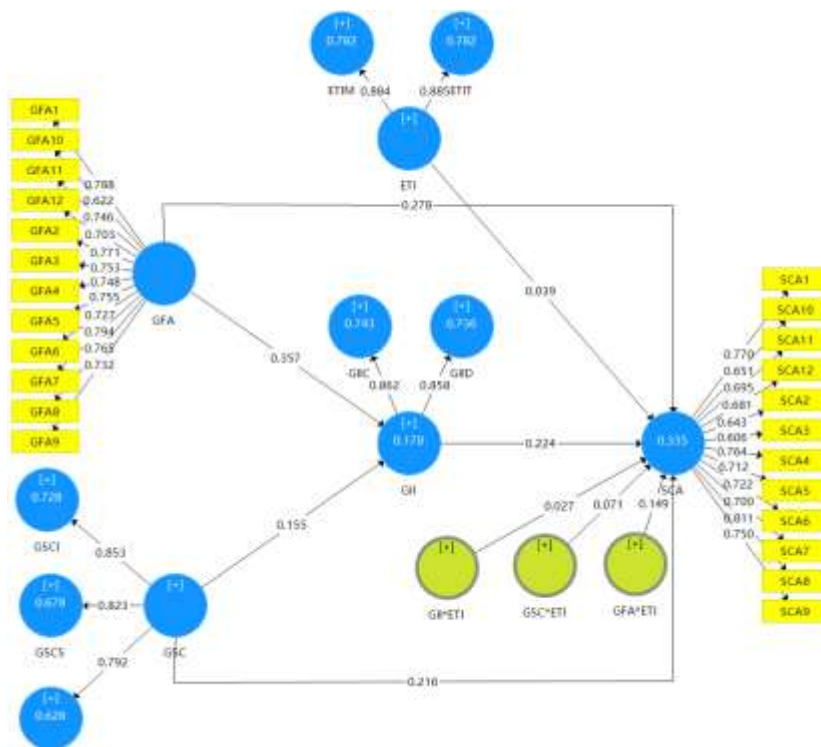 [+]
0.782
ETIM
[+]
0.782
ETIT
0.884
0.885
[+]
ETI
GFA1
GFA10
GFA11
GFA12
GFA2
GFA3
GFA4
GFA5
GFA6
GFA7
GFA8
GFA9
0.788
0.622
0.746
0.705
0.771
0.753
0.748
0.755
0.727
0.794
0.765
0.732
GFA
0.278
0.039
0.357
[+]
0.743
GIIC
[+]
0.736
GIID
0.862
0.858
[+]
0.178
GII
0.224
0.335
SCA
SCA1
SCA10
SCA11
SCA12
SCA2
SCA3
SCA4
SCA5
SCA6
SCA7
SCA8
SCA9
0.770
0.651
0.695
0.681
0.643
0.606
0.764
0.712
0.722
0.700
0.811
0.750
[+]
0.728
GSCI
0.853
0.155
0.027
0.071
0.149
[+]
GII*ETI
[+]
GSC*ETI
[+]
GFA*ETI
[+]
0.678
GSCS
0.823
[+]
GSC
0.792
0.216
[+]
0.628